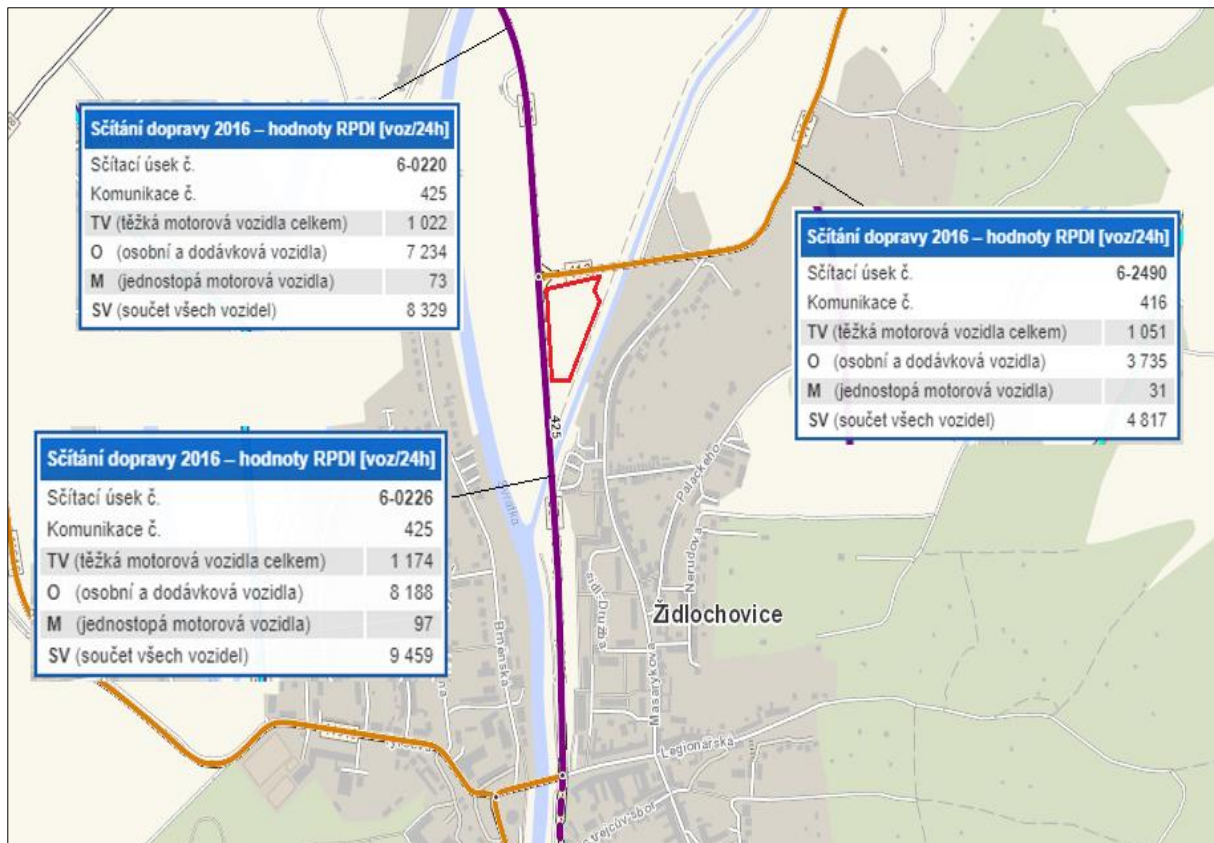 Sčítání dopravy 2016 – hodnoty RPDI [voz/24h]
Sčítací úsek č. 6-0220
Komunikace č. 425
TV (těžká motorová vozidla celkem) 1 022
O (osobní a dodávková vozidla) 7 234
M (jednostopá motorová vozidla) 73
SV (součet všech vozidel) 8 329
Sčítání dopravy 2016 – hodnoty RPDI [voz/24h]
Sčítací úsek č. 6-2490
Komunikace č. 416
TV (těžká motorová vozidla celkem) 1 051
O (osobní a dodávková vozidla) 3 735
M (jednostopá motorová vozidla) 31
SV (součet všech vozidel) 4 817
425
Sčítání dopravy 2016 – hodnoty RPDI [voz/24h]
Sčítací úsek č. 6-0226
Komunikace č. 425
TV (těžká motorová vozidla celkem) 1 174
O (osobní a dodávková vozidla) 8 188
M (jednostopá motorová vozidla) 97
SV (součet všech vozidel) 9 459
Palackého
Nerudova
sídl. Družba
Židlochovice
Masarykova
Brněnská
Legionářská
Strejcův sbor